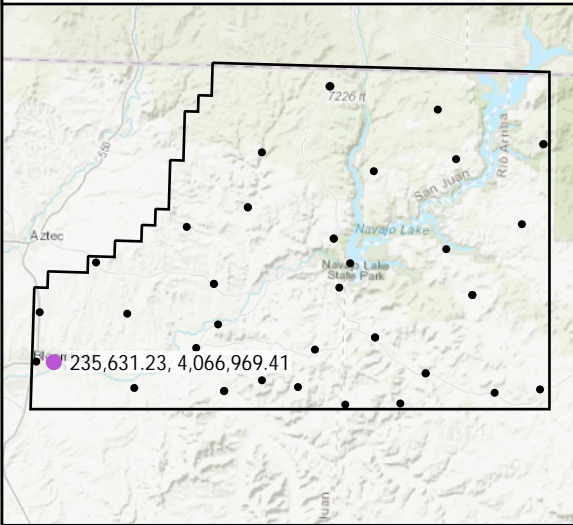 7226 ft
550
Rio Arriba
San Juan
Aztec
Navajo Lake
Navajo Lake
State Park
235,631.23, 4,066,969.41